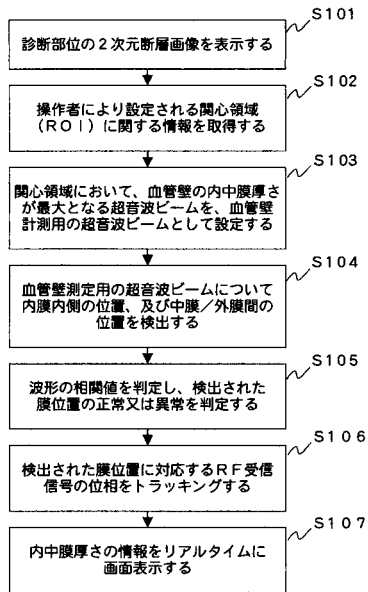 S101
診断部位の２次元断層画像を表示する
S102
操作者により設定される関心領域
（ＲＯＩ）に関する情報を取得する
S103
関心領域において、血管壁の内中膜厚さ
が最大となる超音波ビームを、血管壁
計測用の超音波ビームとして設定する
S104
血管壁測定用の超音波ビームについて
内膜内側の位置、及び中膜／外膜間の
位置を検出する
S105
波形の相関値を判定し、検出された
膜位置の正常又は異常を判定する
S106
検出された膜位置に対応するＲＦ受信
信号の位相をトラッキングする
S107
内中膜厚さの情報をリアルタイムに
画面表示する